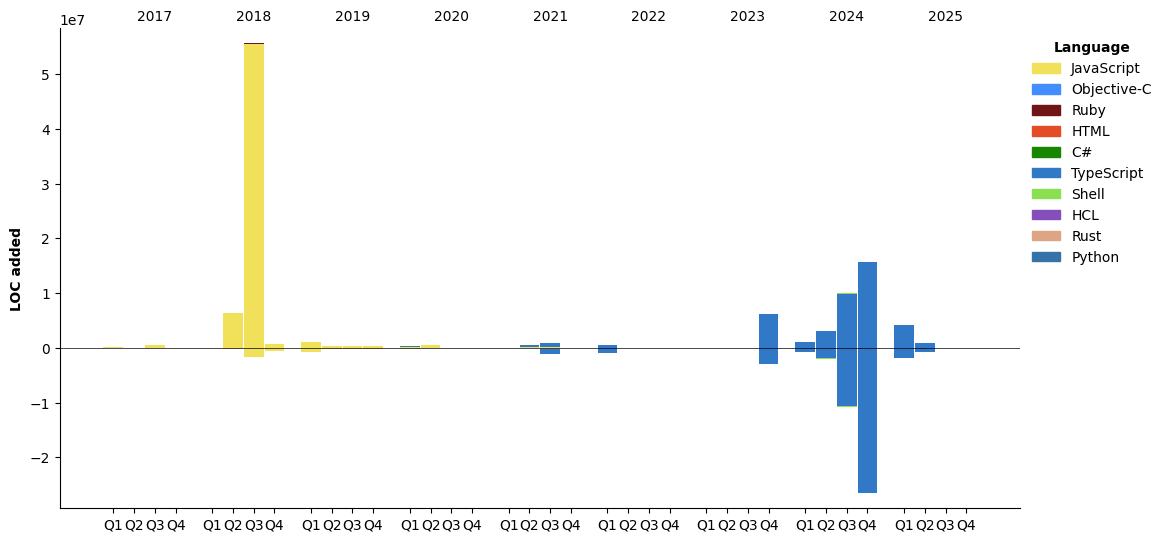 1e7
2017 2018 2019 2020 2021 2022 2023 2024 2025
Language
JavaScript
Objective-C
Ruby
HTML
C#
TypeScript
Shell
HCL
Rust
Python
LOC added
5
4
3
2
1
0
−1
−2
Q1 Q2 Q3 Q4 Q1 Q2 Q3 Q4 Q1 Q2 Q3 Q4 Q1 Q2 Q3 Q4 Q1 Q2 Q3 Q4 Q1 Q2 Q3 Q4 Q1 Q2 Q3 Q4 Q1 Q2 Q3 Q4 Q1 Q2 Q3 Q4